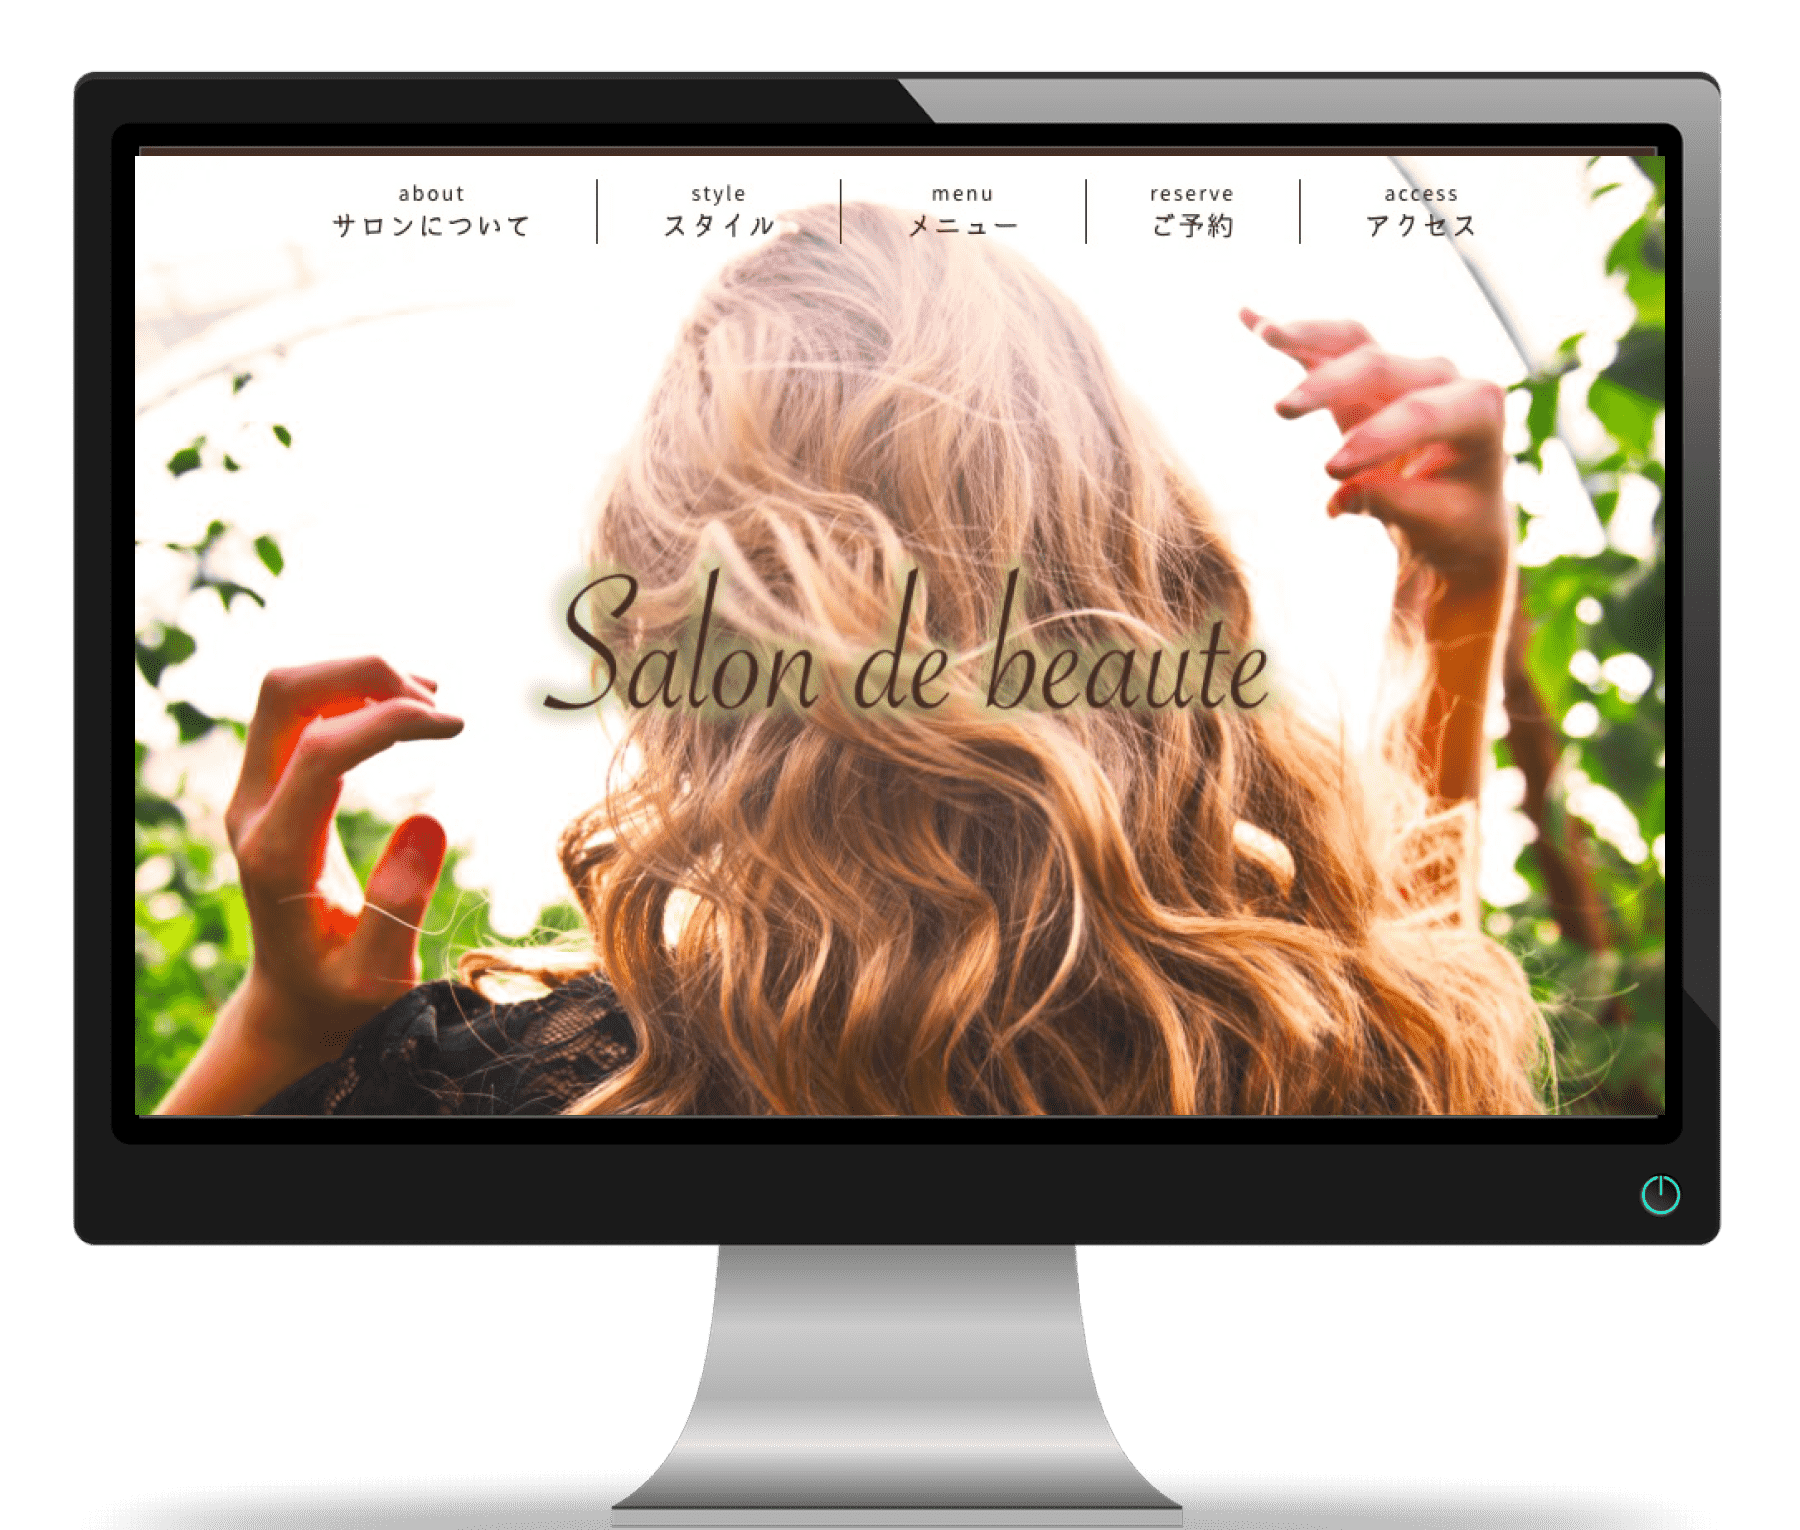 about
サロンについて
style
スタイル
menu
メニュー
reserve
ご予約
access
アクセス
Salon de beaute